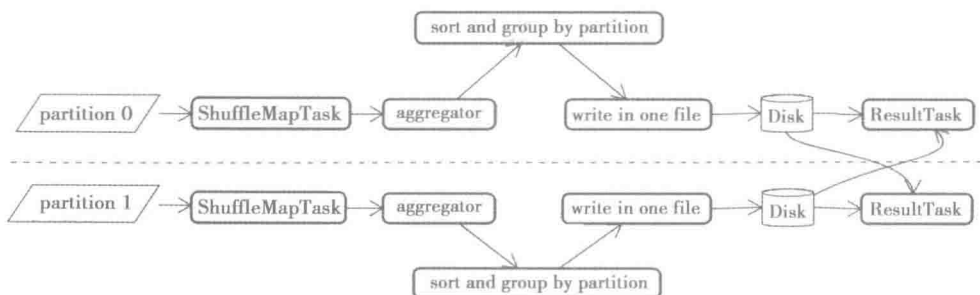 sort and group by partition
partition 0
ShuffleMapTask
aggregator
write in one file
Disk
ResultTask
partition 1
ShuffleMapTask
aggregator
write in one file
Disk
ResultTask
sort and group by partition